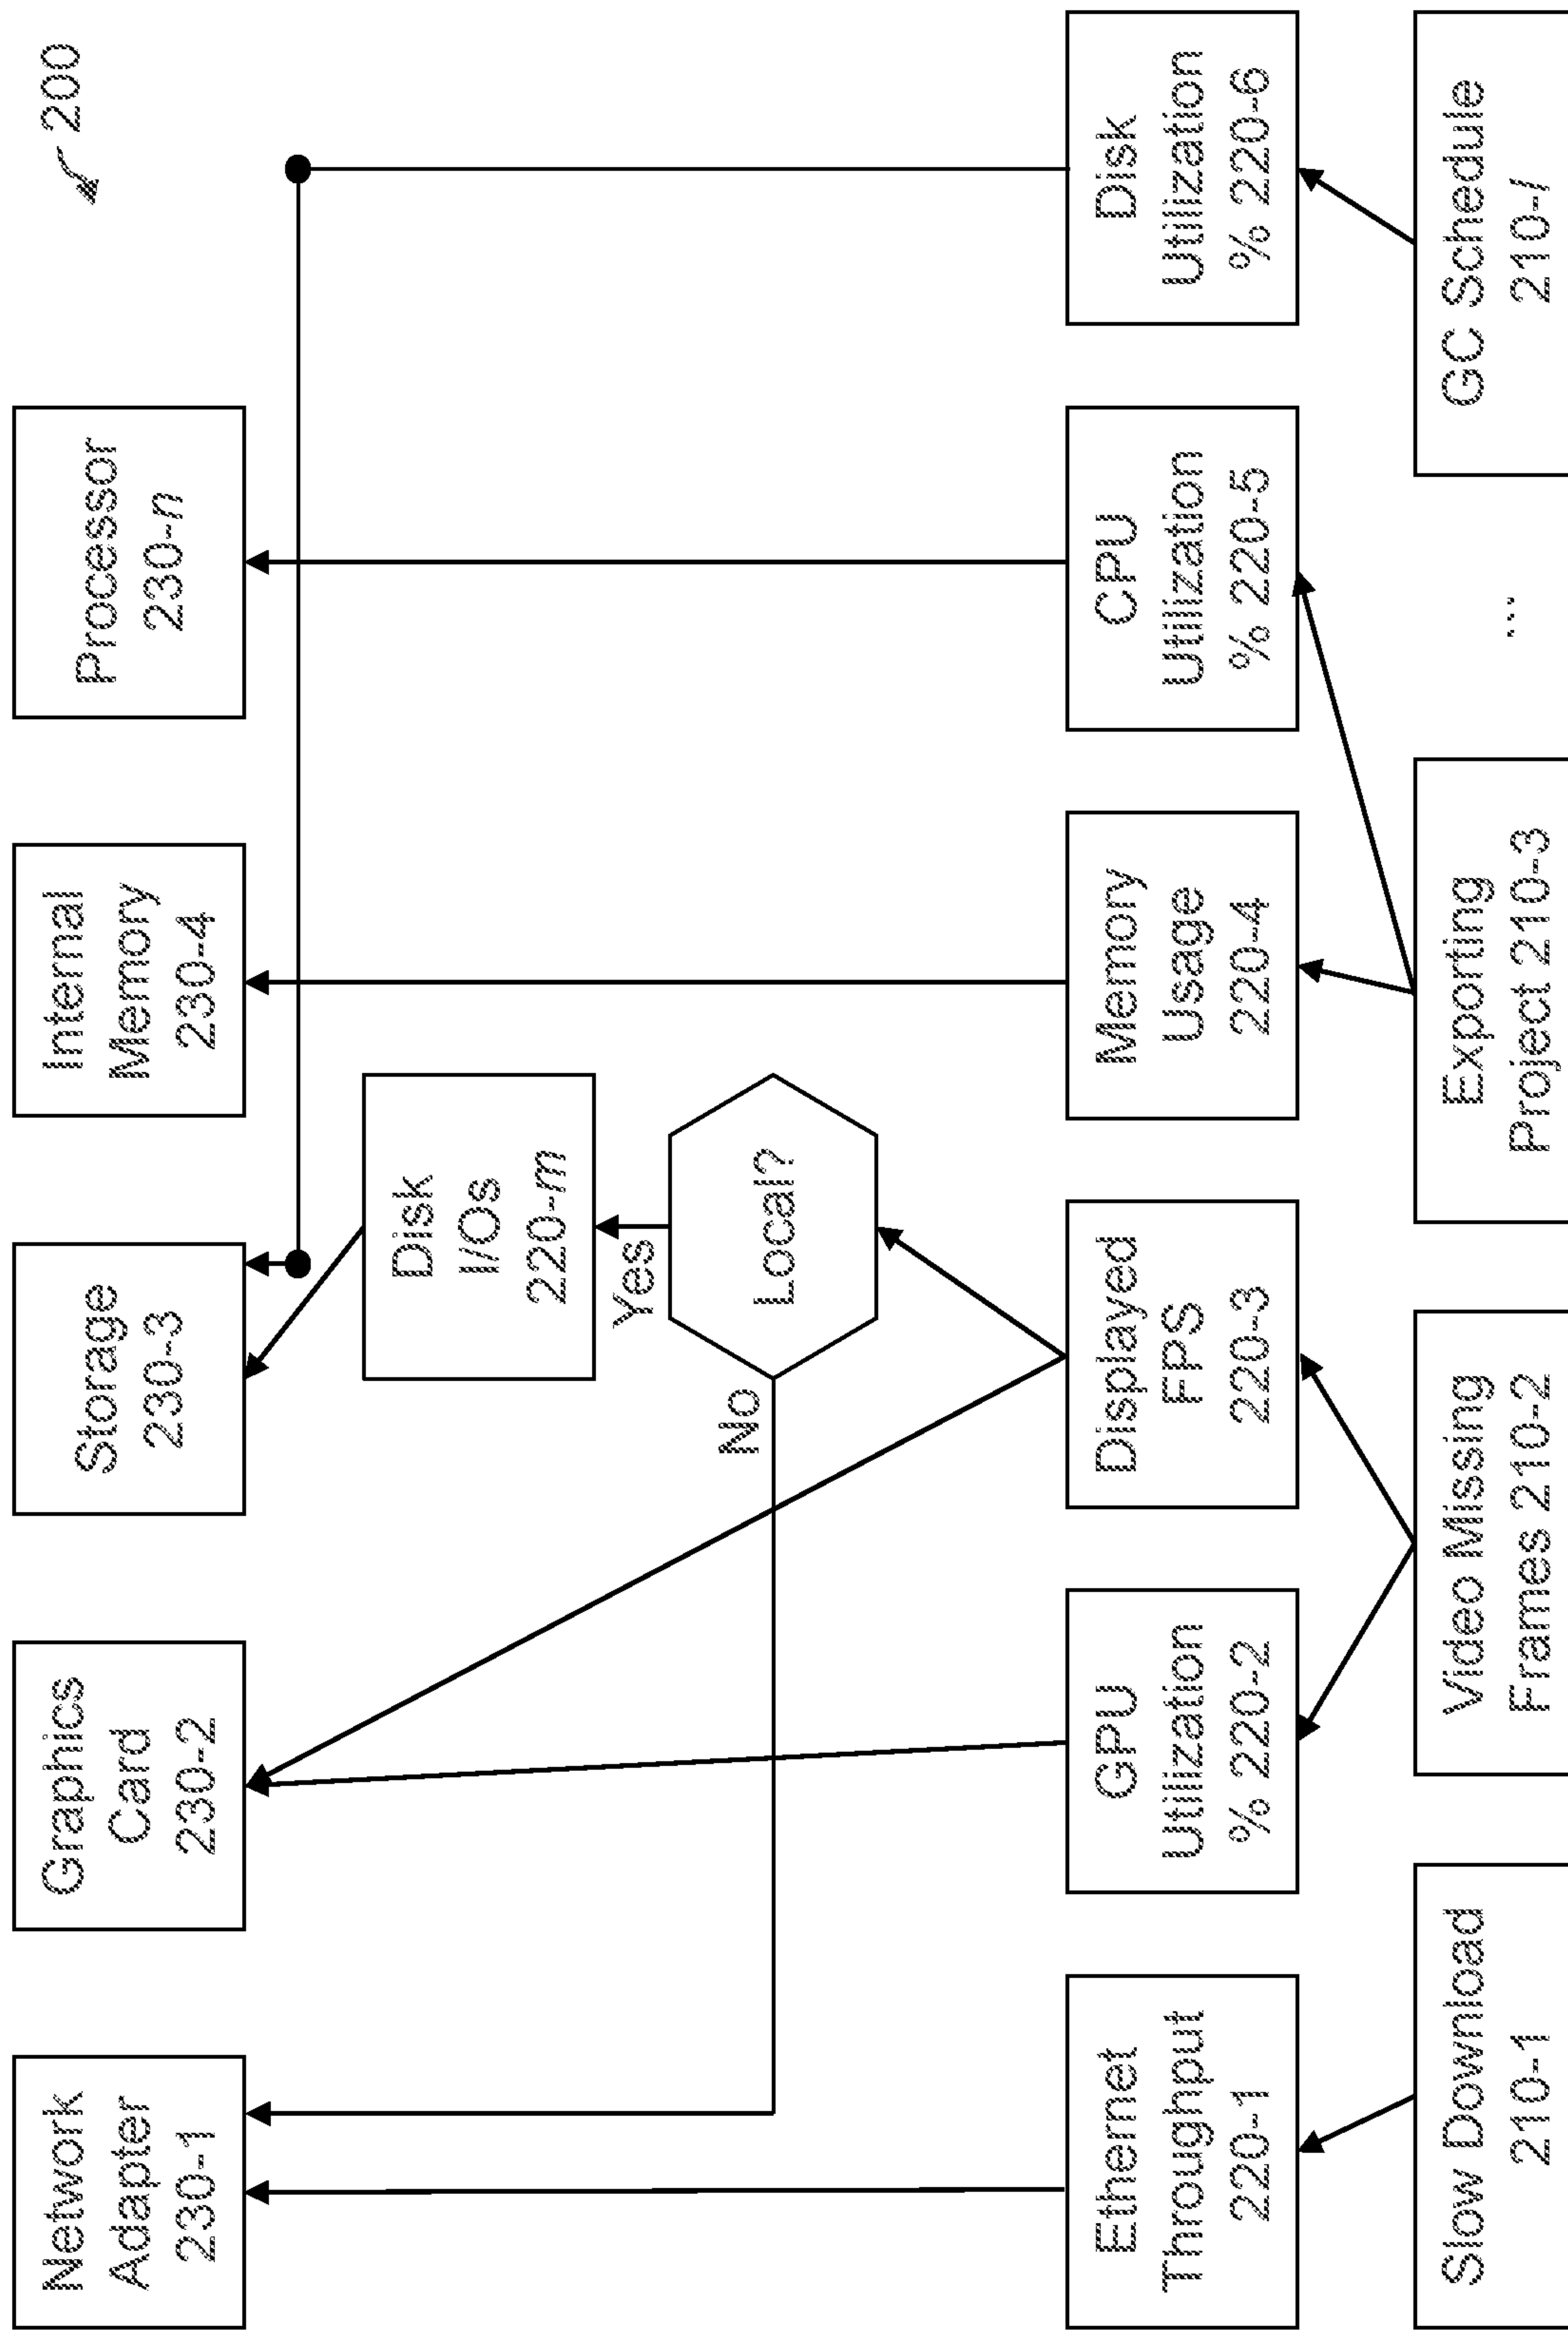 200
Network
Adapter
230-1
Graphics
Card
230-2
Storage
230-3
Internal
Memory
230-4
Processor
230-n
Disk
I/Os
220-m
Yes
Local?
No
Ethernet
Throughput
220-1
GPU
Utilization
% 220-2
Displayed
FPS
220-3
Memory
Usage
220-4
CPU
Utilization
% 220-5
Disk
Utilization
% 220-6
Slow Download
210-1
Video Missing
Frames 210-2
Exporting
Project 210-3
...
GC Schedule
210-l